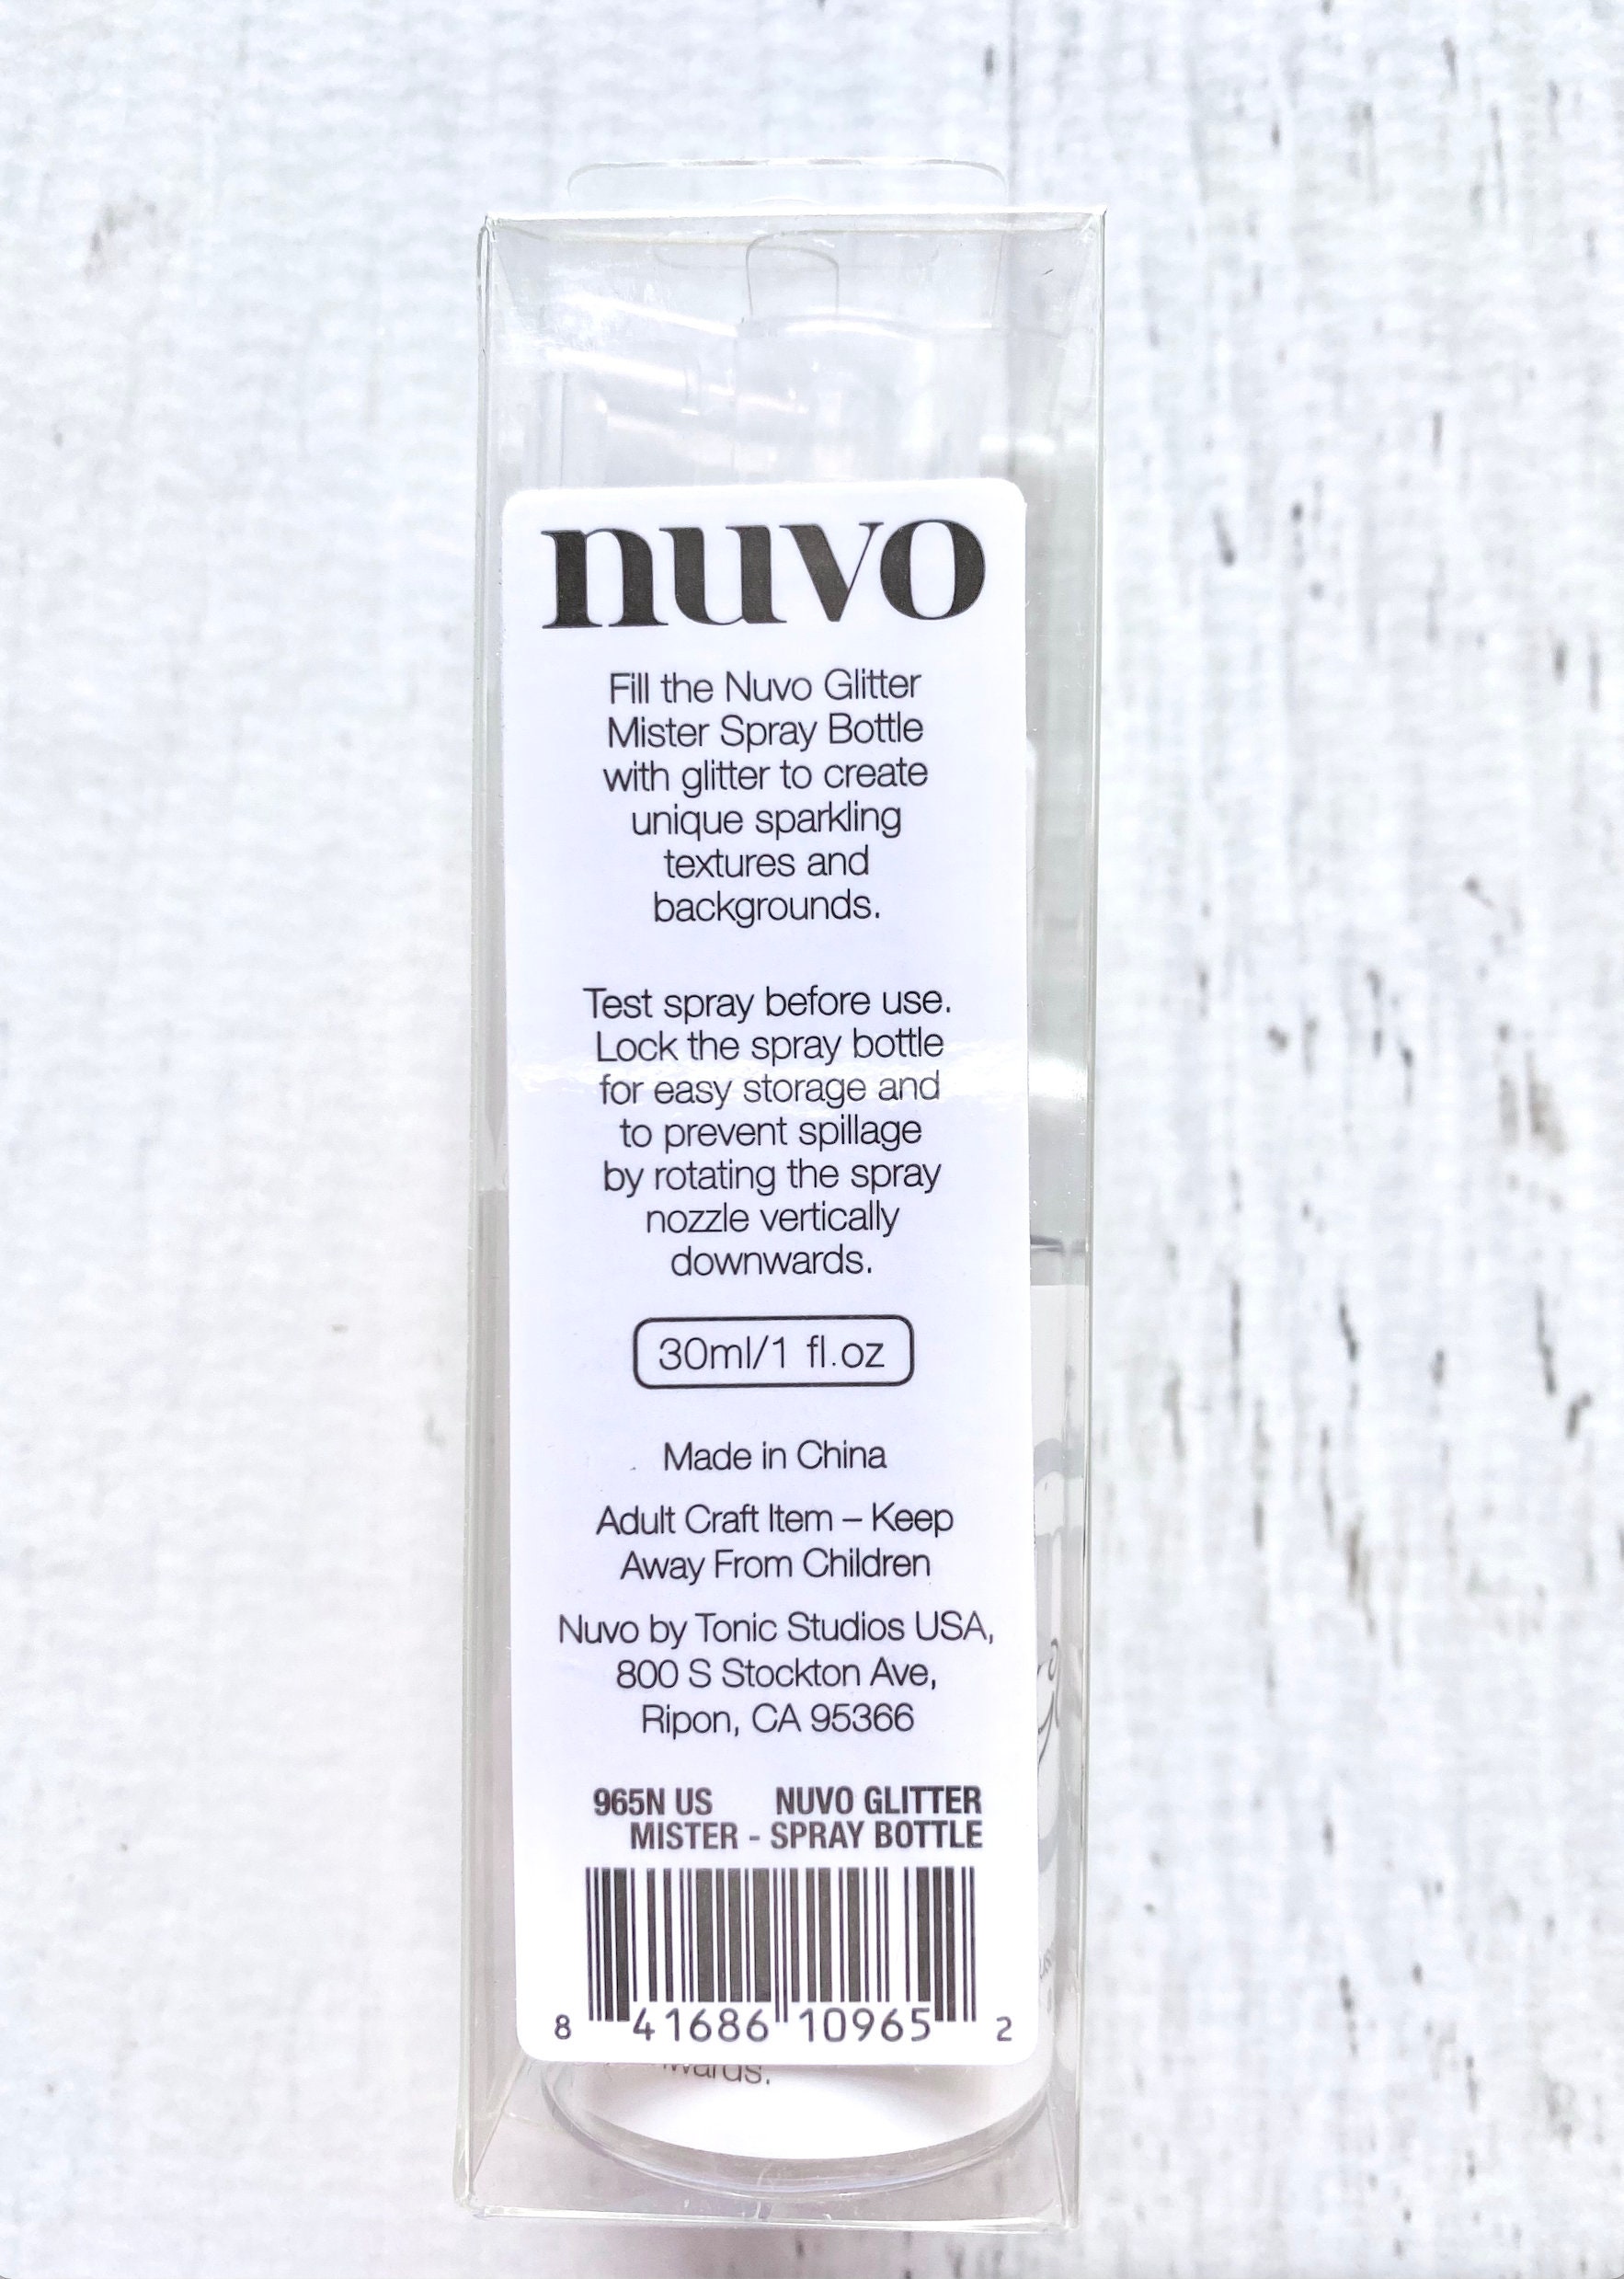 nuvo
Fill the Nuvo Glitter
Mister Spray Bottle
with glitter to create
unique sparkling
textures and
backgrounds.
Test spray before use.
Lock the spray bottle
for easy storage and
to prevent spillage
by rotating the spray
nozzle vertically
downwards.
30ml/1 fl.oz
Made in China
Adult Craft Item – Keep
Away From Children
Nuvo by Tonic Studios USA,
800 S Stockton Ave,
Ripon, CA 95366
965N US NUVO GLITTER
MISTER - SPRAY BOTTLE
8 41686 10965 2